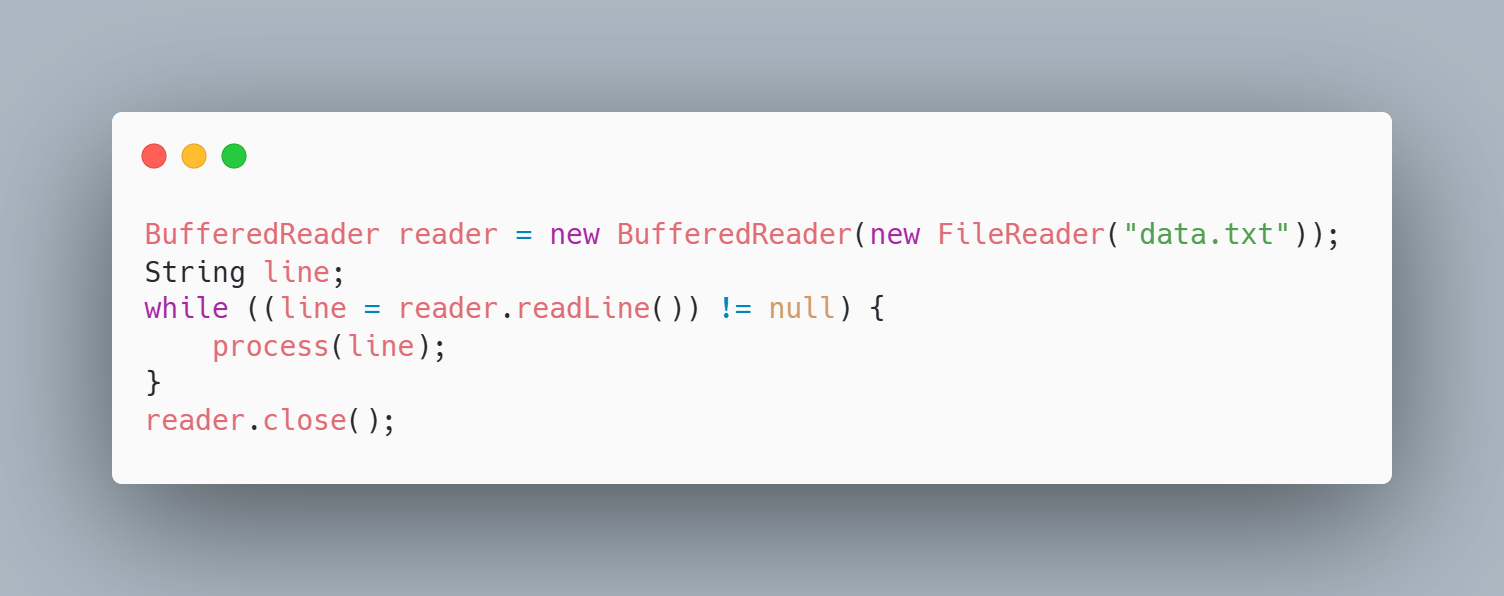 BufferedReader reader = new BufferedReader(new FileReader("data.txt"));
String line;
while ((line = reader.readLine()) != null) {
    process(line);
}
reader.close();